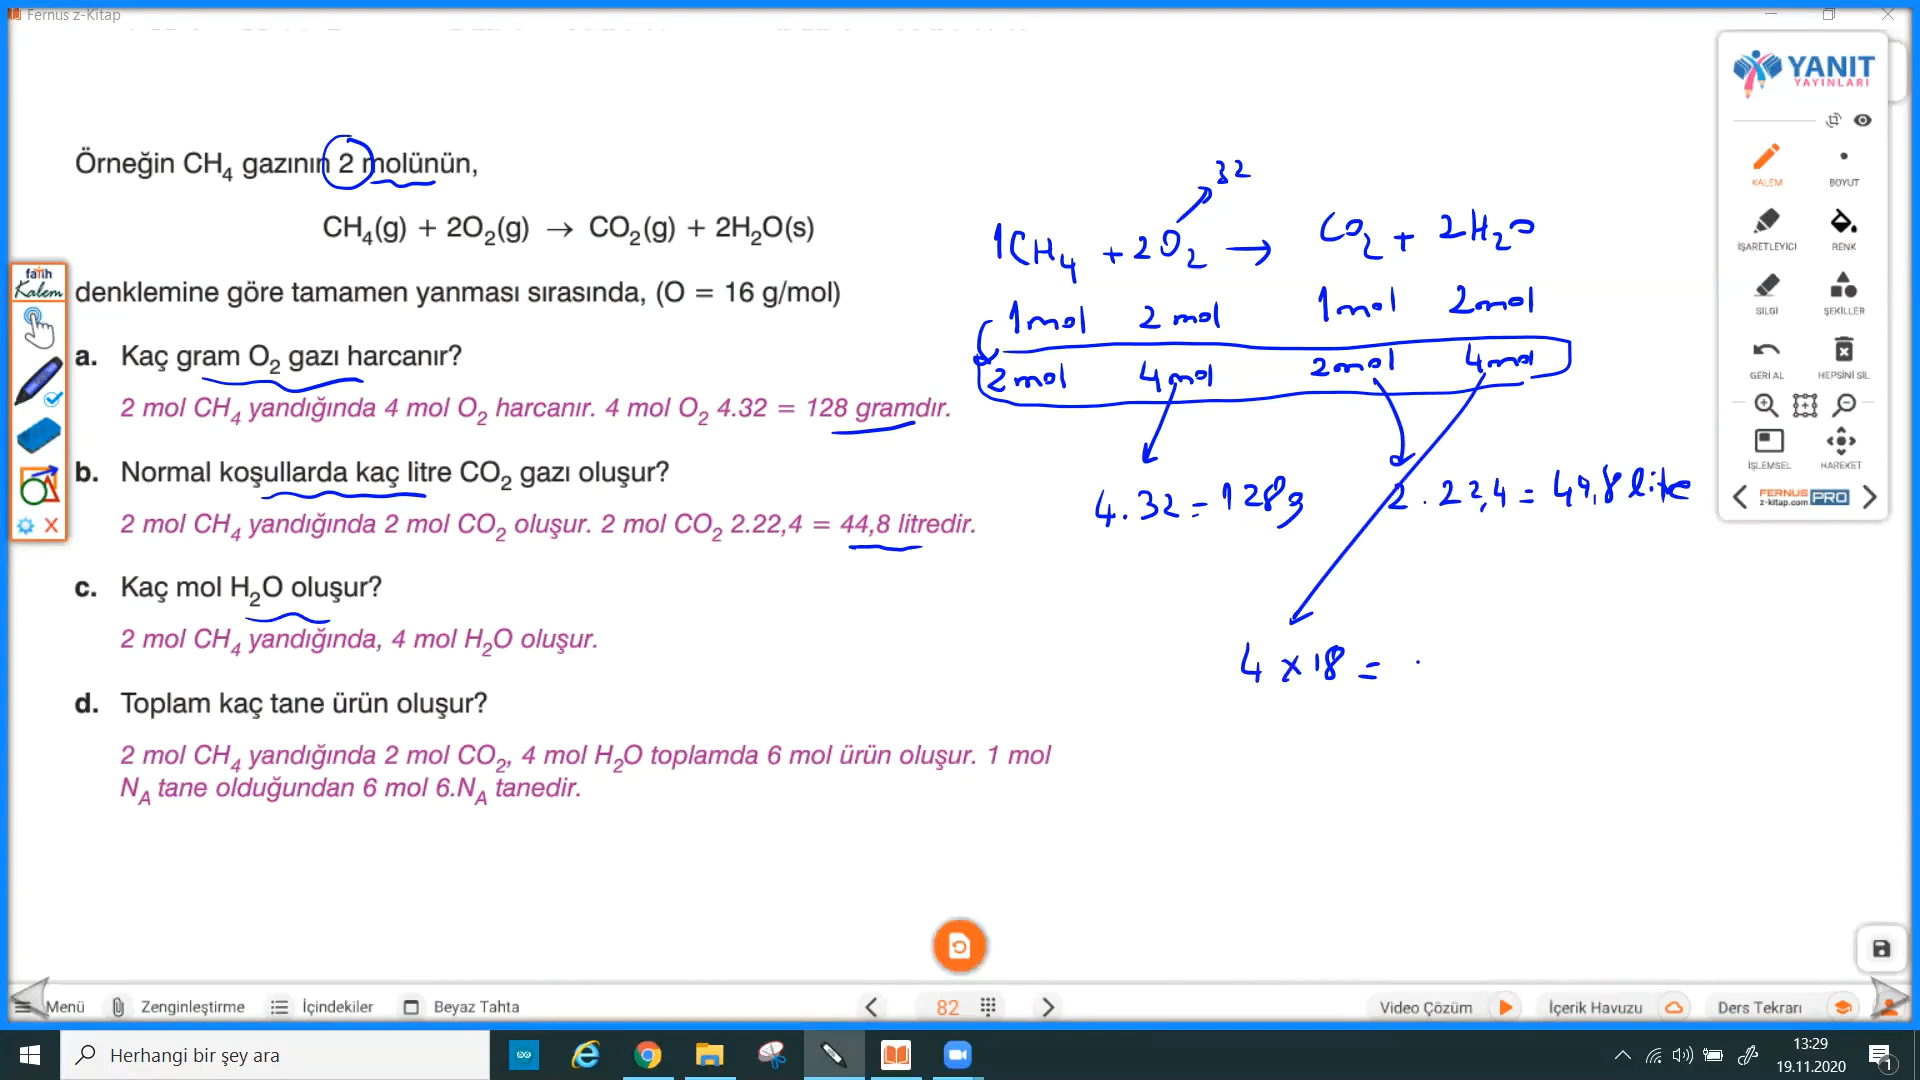 Fernus z-Kitap
Örneğin CH₄ gazının 2 molünün,
CH₄(g) + 2O₂(g) → CO₂(g) + 2H₂O(s)
denklemine göre tamamen yanması sırasında, (O = 16 g/mol)
a. Kaç gram O₂ gazı harcanır?
2 mol CH₄ yandığında 4 mol O₂ harcanır. 4 mol O₂ 4.32 = 128 gramdır.
b. Normal koşullarda kaç litre CO₂ gazı oluşur?
2 mol CH₄ yandığında 2 mol CO₂ oluşur. 2 mol CO₂ 2.22,4 = 44,8 litredir.
c. Kaç mol H₂O oluşur?
2 mol CH₄ yandığında, 4 mol H₂O oluşur.
d. Toplam kaç tane ürün oluşur?
2 mol CH₄ yandığında 2 mol CO₂, 4 mol H₂O toplamda 6 mol ürün oluşur. 1 mol
N_A tane olduğundan 6 mol 6.N_A tanedir.
32
1CH₄ + 2O₂ → CO₂ + 2H₂O
1mol 2 mol 1mol 2mol
2mol 4mol 2mol 4mol
4.32 = 128g 2.22,4 = 44,8 litre
4 x 18 =
fatih
Kalem
YANIT
YAYINLARI
KALEM BOYUT
İŞARETLEYİCİ RENK
SİLGİ ŞEKİLLER
GERİ AL HEPSİNİ SİL
İŞLEMSEL HAREKET
FERNUS PRO
z-kitap.com
Menü Zenginleştirme İçindekiler Beyaz Tahta 82 Video Çözüm İçerik Havuzu Ders Tekrarı
Herhangi bir şey ara
13:29
19.11.2020
1